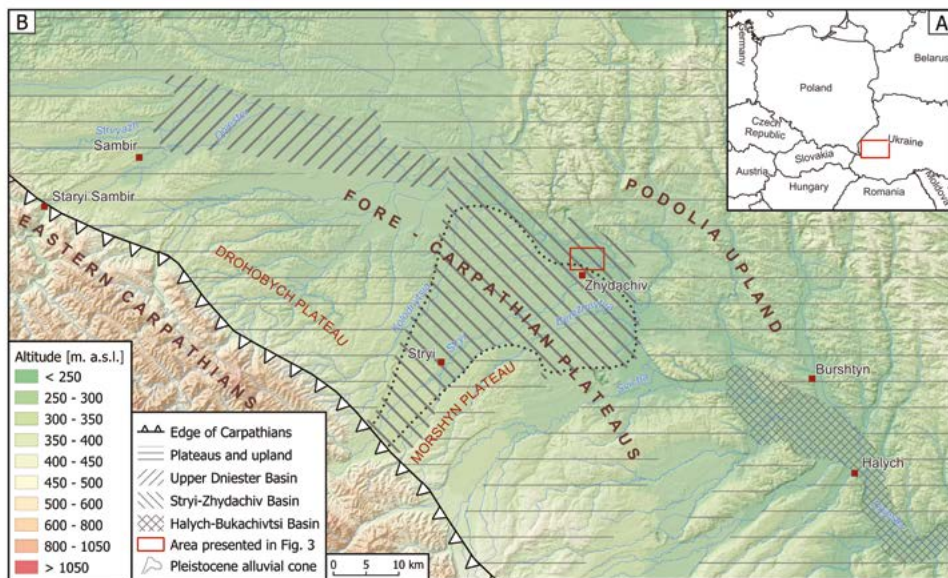 B
A
Germany
Poland
Belarus
Czech
Republic
Ukraine
Slovakia
Austria
Hungary
Romania
Moldova
Strvyazh
Sambir
Dniester
Staryi Sambir
FORE - CARPATHIAN PLATEAUS
PODOLIA UPLAND
EASTERN CARPATHIANS
DROHOBYCH PLATEAU
Zhydachiv
Stryi
Stryi
MORSHYN PLATEAU
Svicha
Burshtyn
Halych
Altitude [m. a.s.l.]
< 250
250 - 300
300 - 350
350 - 400
400 - 450
450 - 500
500 - 600
600 - 800
800 - 1050
> 1050
Edge of Carpathians
Plateaus and upland
Upper Dniester Basin
Stryi-Zhydachiv Basin
Halych-Bukachivtsi Basin
Area presented in Fig. 3
Pleistocene alluvial cone
0 5 10 km